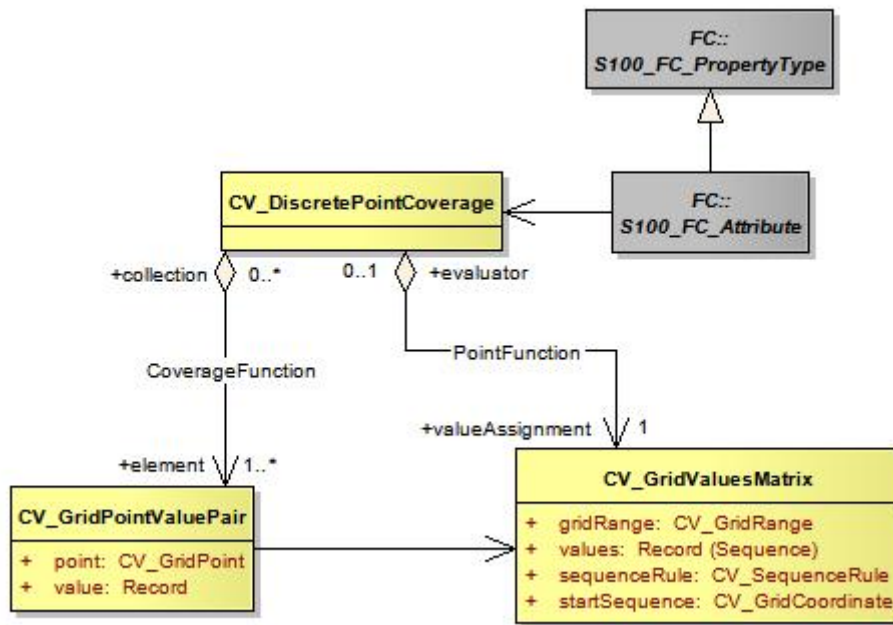 FC::
S100_FC_PropertyType
FC::
S100_FC_Attribute
CV_DiscretePointCoverage
+collection
0..*
0..1
+evaluator
CoverageFunction
PointFunction
+element
1..*
+valueAssignment
1
CV_GridPointValuePair
+ point: CV_GridPoint
+ value: Record
CV_GridValuesMatrix
+ gridRange: CV_GridRange
+ values: Record (Sequence)
+ sequenceRule: CV_SequenceRule
+ startSequence: CV_GridCoordinate